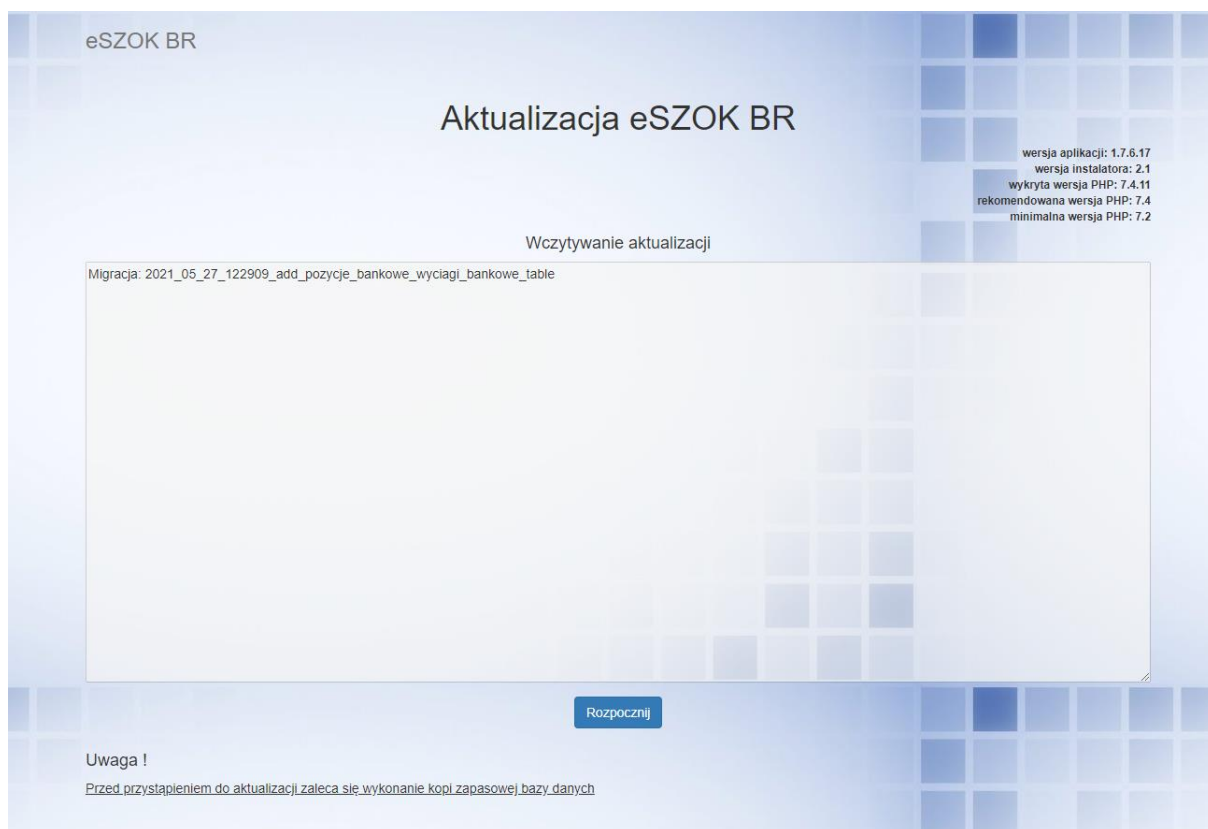 eSZOK BR
Aktualizacja eSZOK BR
wersja aplikacji: 1.7.6.17
wersja instalatora: 2.1
wykryta wersja PHP: 7.4.11
rekomendowana wersja PHP: 7.4
minimalna wersja PHP: 7.2
Wczytywanie aktualizacji
Migracja: 2021_05_27_122909_add_pozycje_bankowe_wyciagi_bankowe_table
Rozpocznij
Uwaga !
Przed przystąpieniem do aktualizacji zaleca się wykonanie kopi zapasowej bazy danych